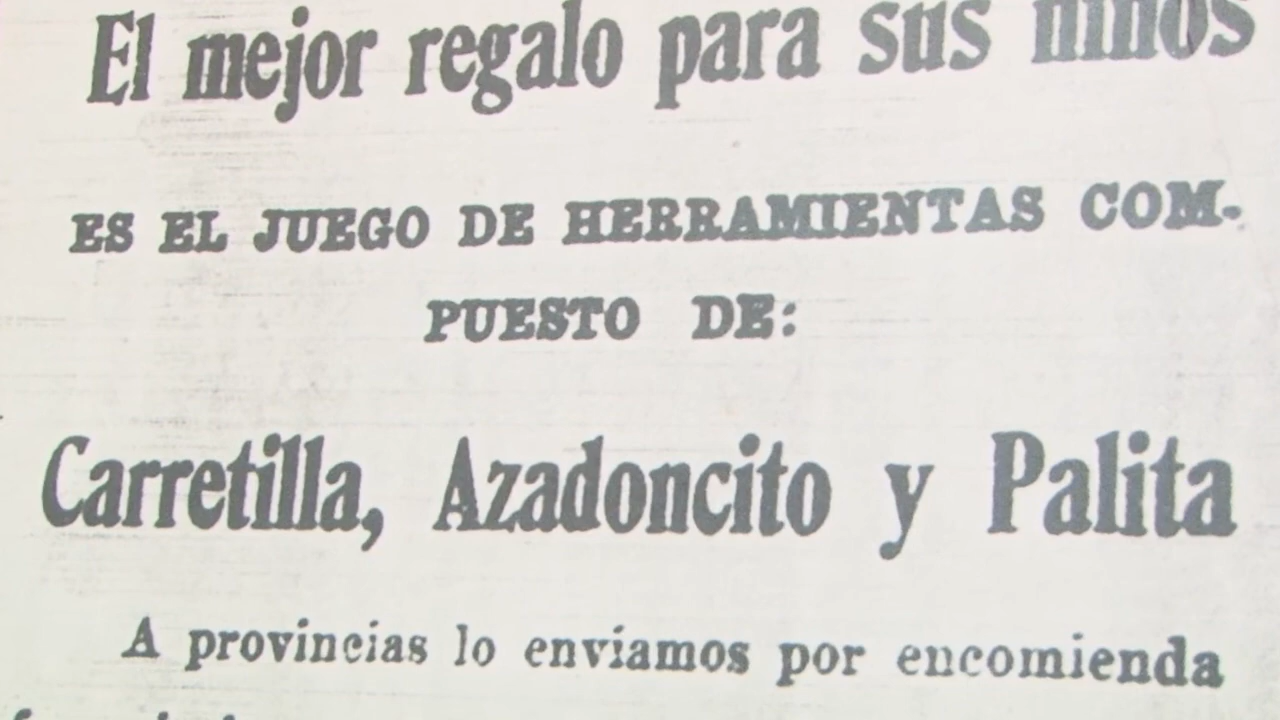 El mejor regalo para sus niños
ES EL JUEGO DE HERRAMIENTAS COM-
PUESTO DE:
Carretilla, Azadoncito y Palita
A provincias lo enviamos por encomienda